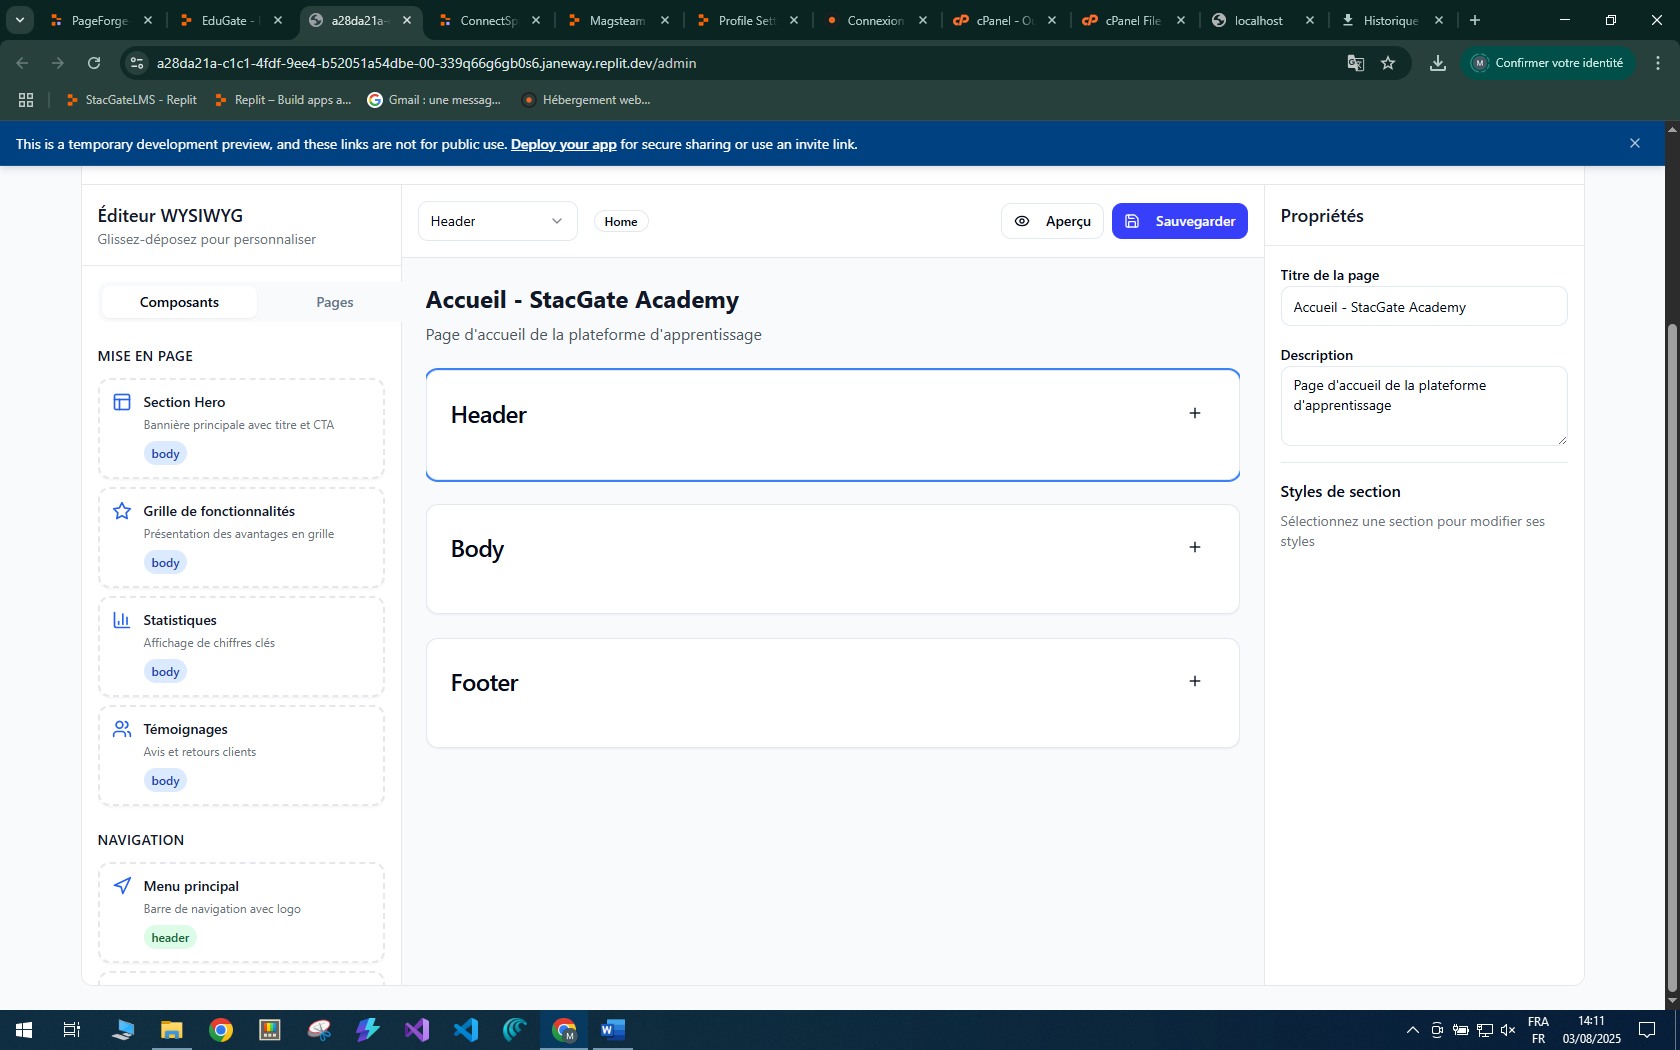 PageForge
EduGate -
a28da21a-
ConnectSp
Magsteam
Profile Set
Connexion
cPanel - Ou
cPanel File
localhost
Historique
a28da21a-c1c1-4fdf-9ee4-b52051a54dbe-00-339q66g6gb0s6.janeway.replit.dev/admin
M Confirmer votre identité
StacGateLMS - Replit
Replit – Build apps a...
Gmail : une messag...
Hébergement web...
This is a temporary development preview, and these links are not for public use. Deploy your app for secure sharing or use an invite link.
Éditeur WYSIWYG
Glissez-déposez pour personnaliser
Composants
Pages
MISE EN PAGE
Section Hero
Bannière principale avec titre et CTA
body
Grille de fonctionnalités
Présentation des avantages en grille
body
Statistiques
Affichage de chiffres clés
body
Témoignages
Avis et retours clients
body
NAVIGATION
Menu principal
Barre de navigation avec logo
header
Header
Home
Aperçu
Sauvegarder
Accueil - StacGate Academy
Page d'accueil de la plateforme d'apprentissage
Header
Body
Footer
Propriétés
Titre de la page
Accueil - StacGate Academy
Description
Page d'accueil de la plateforme
d'apprentissage
Styles de section
Sélectionnez une section pour modifier ses
styles
FRA
FR
14:11
03/08/2025